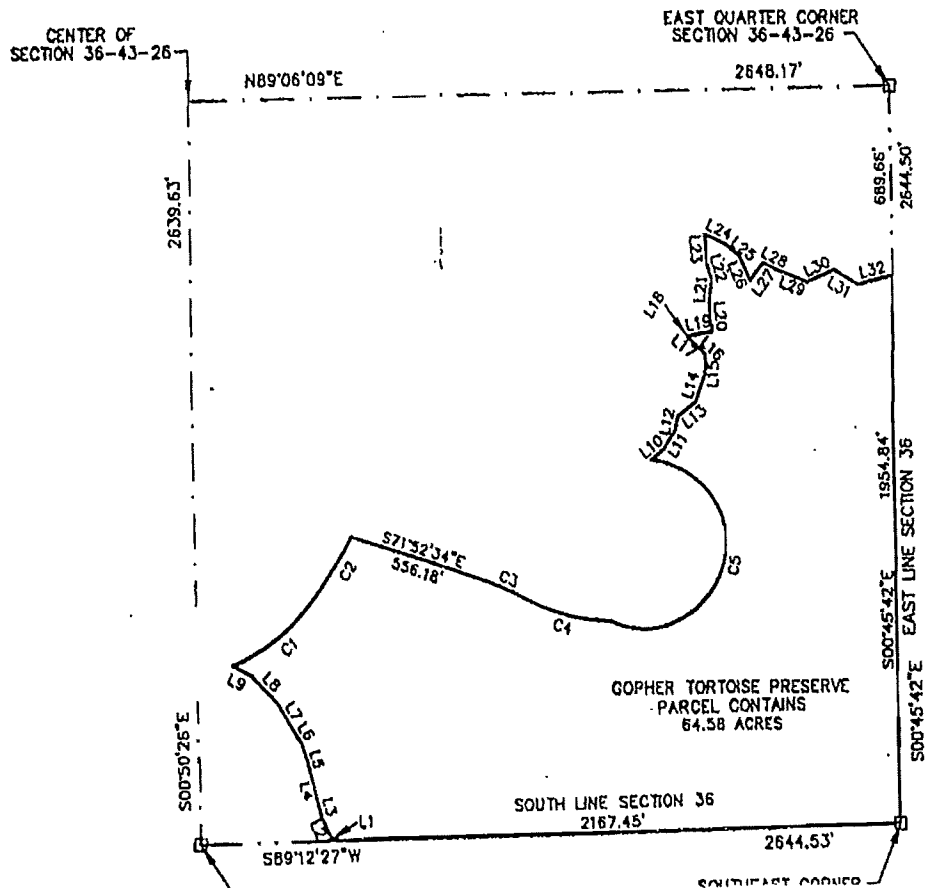 CENTER OF
SECTION 36-43-26
EAST QUARTER CORNER
SECTION 36-43-26
N89°06'09"E
2648.17'
2639.63'
689.66'
2644.50'
L24
L23
L25
L22
L26
L27
L28
L29
L30
L31
L32
L21
L20
L18
L19
L17
L16
L15
L14
L13
L12
L11
L10
1954.84'
S00°45'42"E
EAST LINE SECTION 36
S00°45'42"E
S71°52'34"E
556.18'
C3
C2
C4
C5
C1
L9
L8
L7
L6
L5
L4
L3
L1
GOPHER TORTOISE PRESERVE
PARCEL CONTAINS
64.58 ACRES
S00°50'26"E
SOUTH LINE SECTION 36
2167.45'
S89°12'27"W
2644.53'
SOUTHEAST CORNER